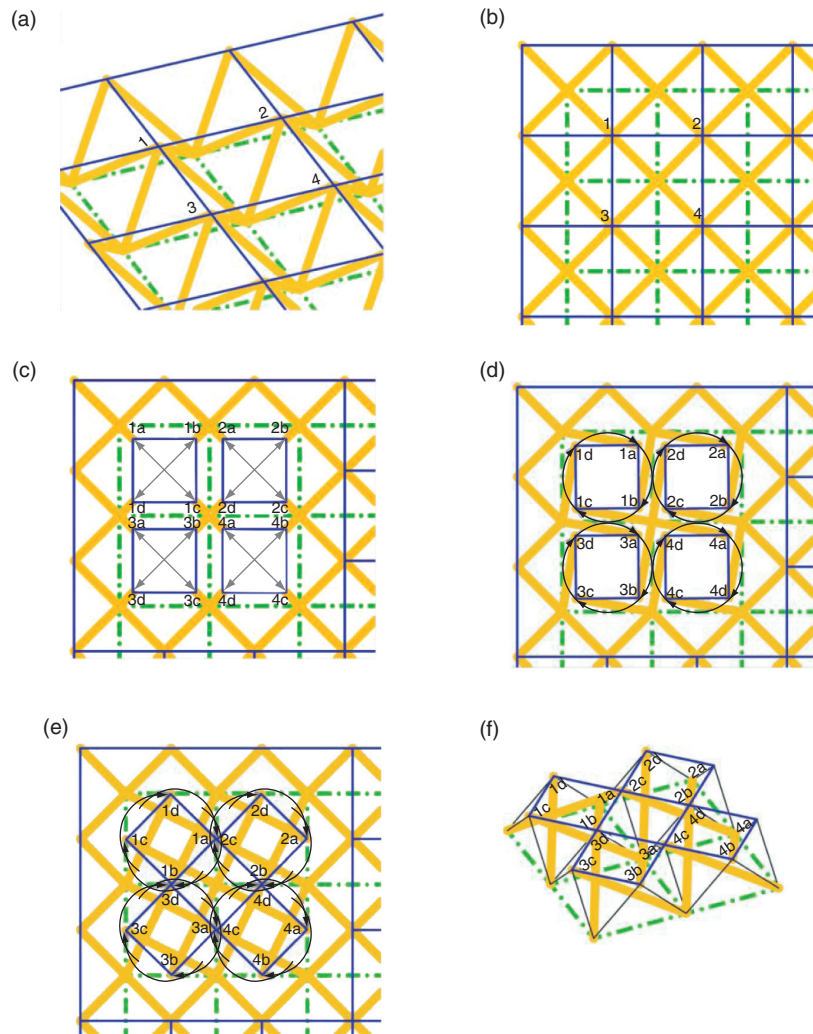 (a)
1
2
3
4
(b)
1 2
3 4
(c)
1a 1b 2a 2b
1d 1c 2d 2c
3a 3b 4a 4b
3d 3c 4d 4c
(d)
1d 1a 2d 2a
1c 1b 2c 2b
3d 3a 4d 4a
3c 3b 4c 4d
(e)
1d 2d
1c 1a 2c 2a
1b 2b
3d 4d
3c 3a 4c 4a
3b 4b
(f)
2d
2a
1d
2c
1a
2b
1c
1b
4d
4a
3d
4c
3a
4b
3c
3b